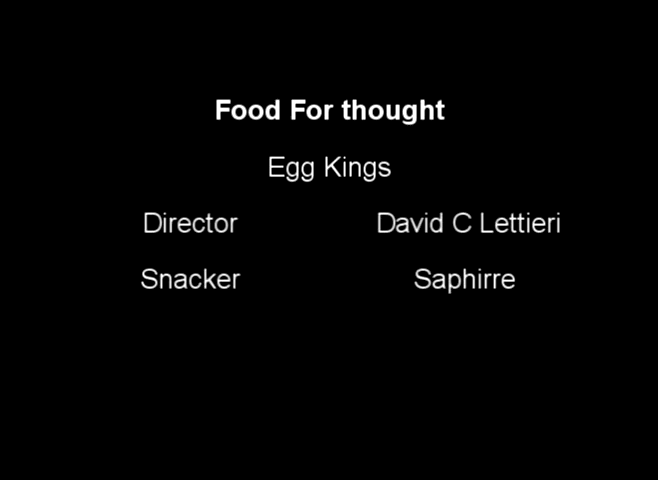 Food For thought
Egg Kings
Director David C Lettieri
Snacker Saphirre